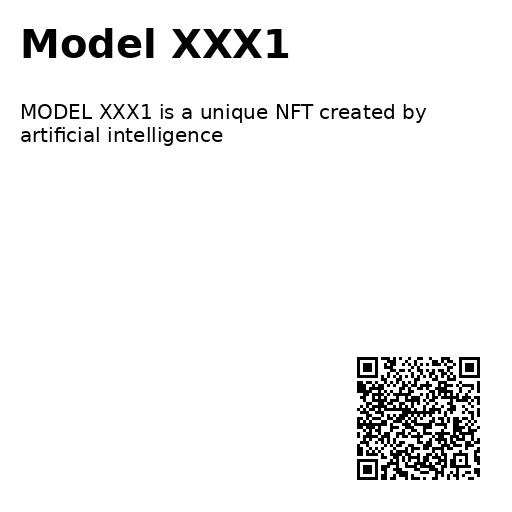 Model XXX1
MODEL XXX1 is a unique NFT created by
artificial intelligence